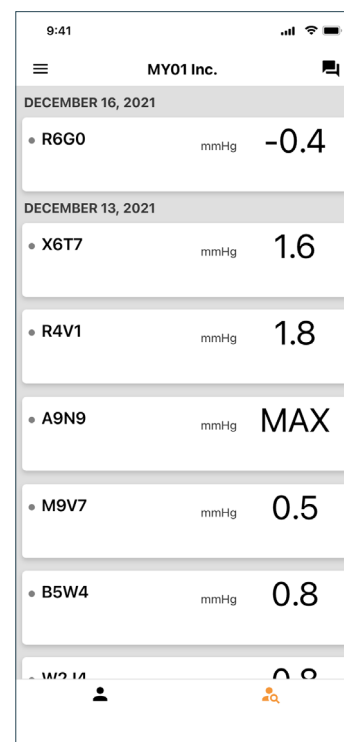 9:41
MY01 Inc.
DECEMBER 16, 2021
R6G0 mmHg -0.4
DECEMBER 13, 2021
X6T7 mmHg 1.6
R4V1 mmHg 1.8
A9N9 mmHg MAX
M9V7 mmHg 0.5
B5W4 mmHg 0.8